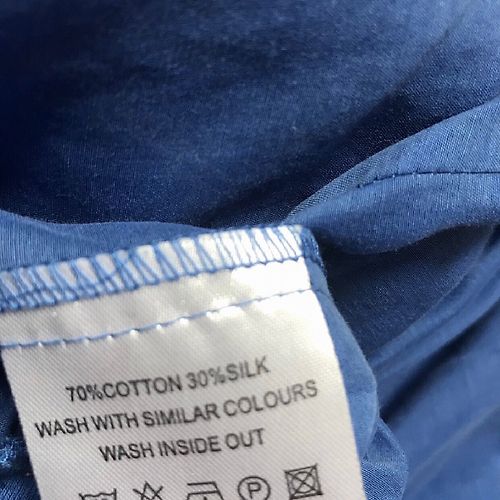 70%COTTON 30%SILK
WASH WITH SIMILAR COLOURS
WASH INSIDE OUT
P